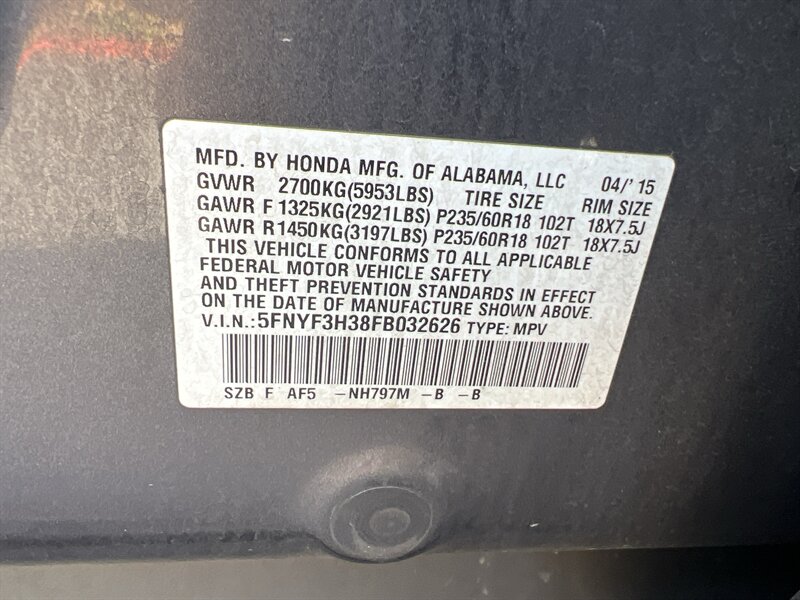 MFD. BY HONDA MFG. OF ALABAMA, LLC 04/'15
GVWR 2700KG(5953LBS) TIRE SIZE RIM SIZE
GAWR F 1325KG(2921LBS) P235/60R18 102T 18X7.5J
GAWR R1450KG(3197LBS) P235/60R18 102T 18X7.5J
THIS VEHICLE CONFORMS TO ALL APPLICABLE
FEDERAL MOTOR VEHICLE SAFETY
AND THEFT PREVENTION STANDARDS IN EFFECT
ON THE DATE OF MANUFACTURE SHOWN ABOVE.
V.I.N.:5FNYF3H38FB032626 TYPE: MPV
SZB F AF5 -NH797M -B -B